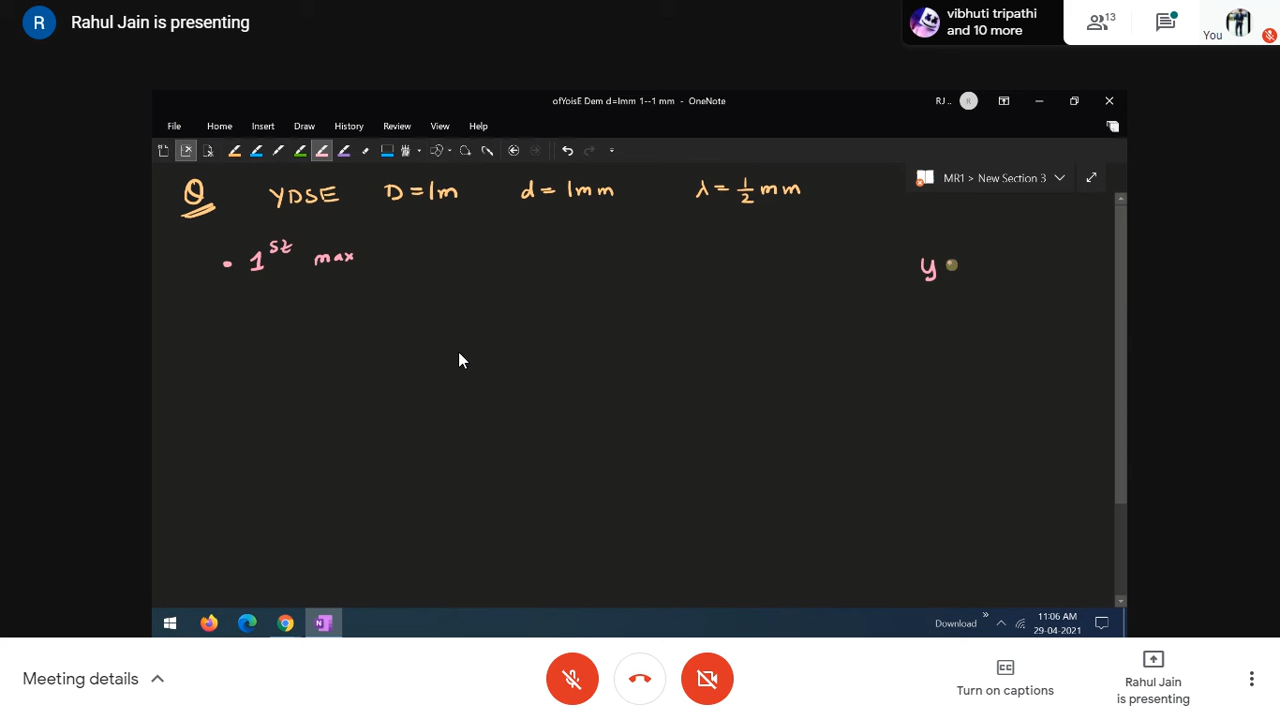 R Rahul Jain is presenting
vibhuti tripathi
and 10 more
13
You
ofYoisE Dem d=lmm 1--1 mm - OneNote
RJ ..
File Home Insert Draw History Review View Help
MR1 > New Section 3
Q YDSE D = 1m d = 1mm λ = 1/2 mm
1st max
y
Download
11:06 AM
29-04-2021
Meeting details
Turn on captions
Rahul Jain
is presenting